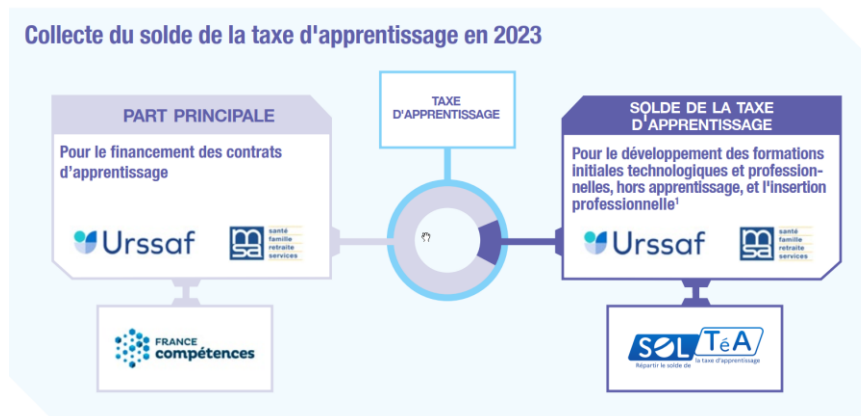 Collecte du solde de la taxe d'apprentissage en 2023
TAXE
D'APPRENTISSAGE
PART PRINCIPALE
Pour le financement des contrats
d'apprentissage
Urssaf
msa
santé
famille
retraite
services
FRANCE
compétences
SOLDE DE LA TAXE
D'APPRENTISSAGE
Pour le développement des formations
initiales technologiques et profession-
nelles, hors apprentissage, et l'insertion
professionnelle¹
Urssaf
msa
santé
famille
retraite
services
SOLTéA
Répartir le solde de la taxe d'apprentissage